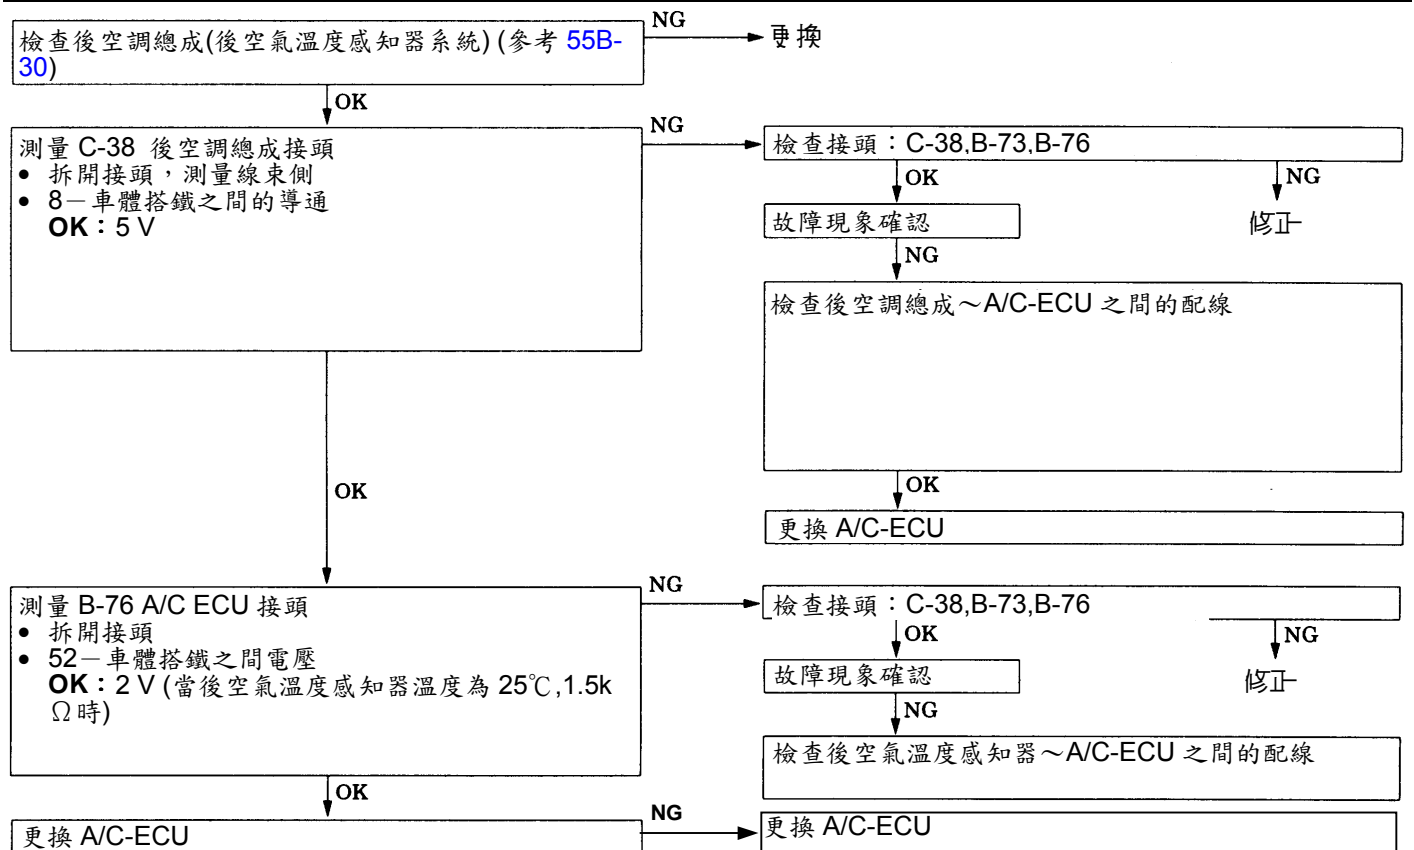 檢查後空調總成(後空氣溫度感知器系統) (參考 55B-
30)
NG
更換
OK
測量 C-38 後空調總成接頭
• 拆開接頭，測量線束側
• 8－車體搭鐵之間的導通
OK：5 V
NG
檢查接頭：C-38,B-73,B-76
OK
NG
故障現象確認
修正
NG
檢查後空調總成～A/C-ECU 之間的配線
OK
更換 A/C-ECU
OK
測量 B-76 A/C ECU 接頭
• 拆開接頭
• 52－車體搭鐵之間電壓
OK：2 V (當後空氣溫度感知器溫度為 25℃,1.5k
Ω時)
NG
檢查接頭：C-38,B-73,B-76
OK
NG
故障現象確認
修正
NG
檢查後空氣溫度感知器～A/C-ECU 之間的配線
OK
更換 A/C-ECU
NG
更換 A/C-ECU